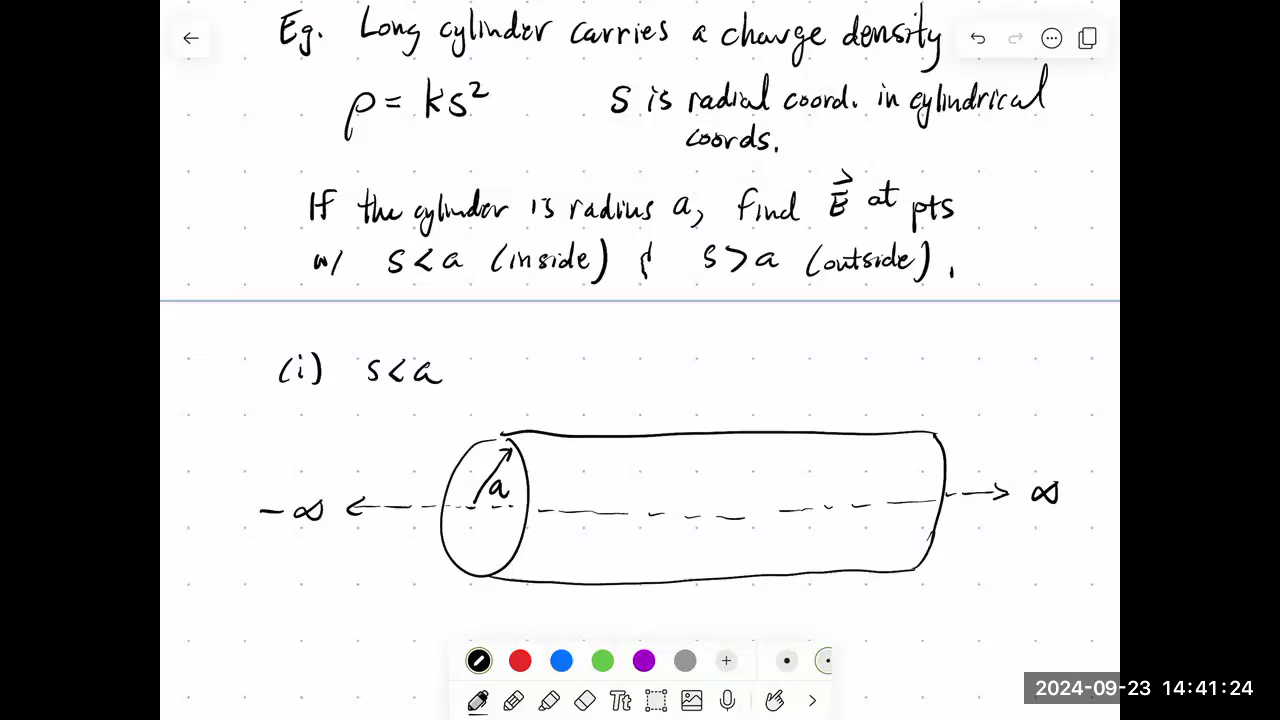 Eg. Long cylinder carries a charge density
ρ = ks²
s is radial coord. in cylindrical
coords.
If the cylinder is radius a, find E⃗ at pts
w/ s < a (inside) & s > a (outside).
(i) s < a
a
-∞
∞
Tt
2024-09-23 14:41:24